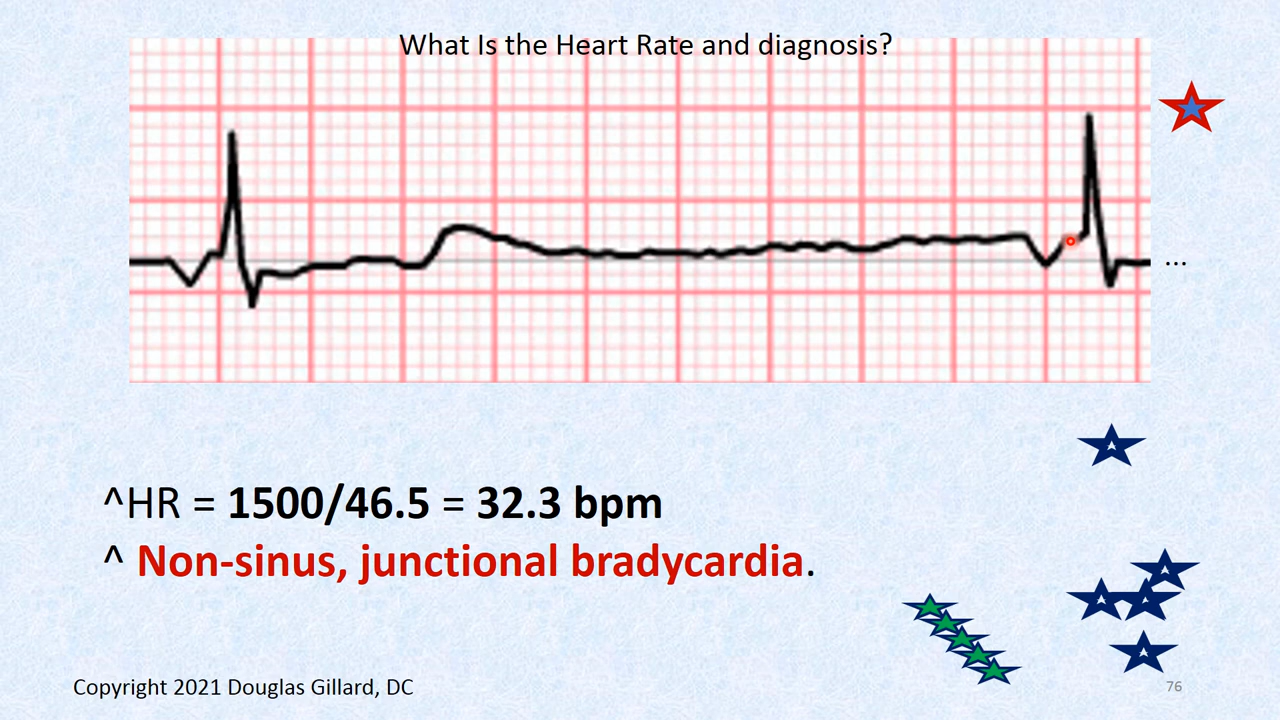 What Is the Heart Rate and diagnosis?
...
^HR = 1500/46.5 = 32.3 bpm
^ Non-sinus, junctional bradycardia.
Copyright 2021 Douglas Gillard, DC
76